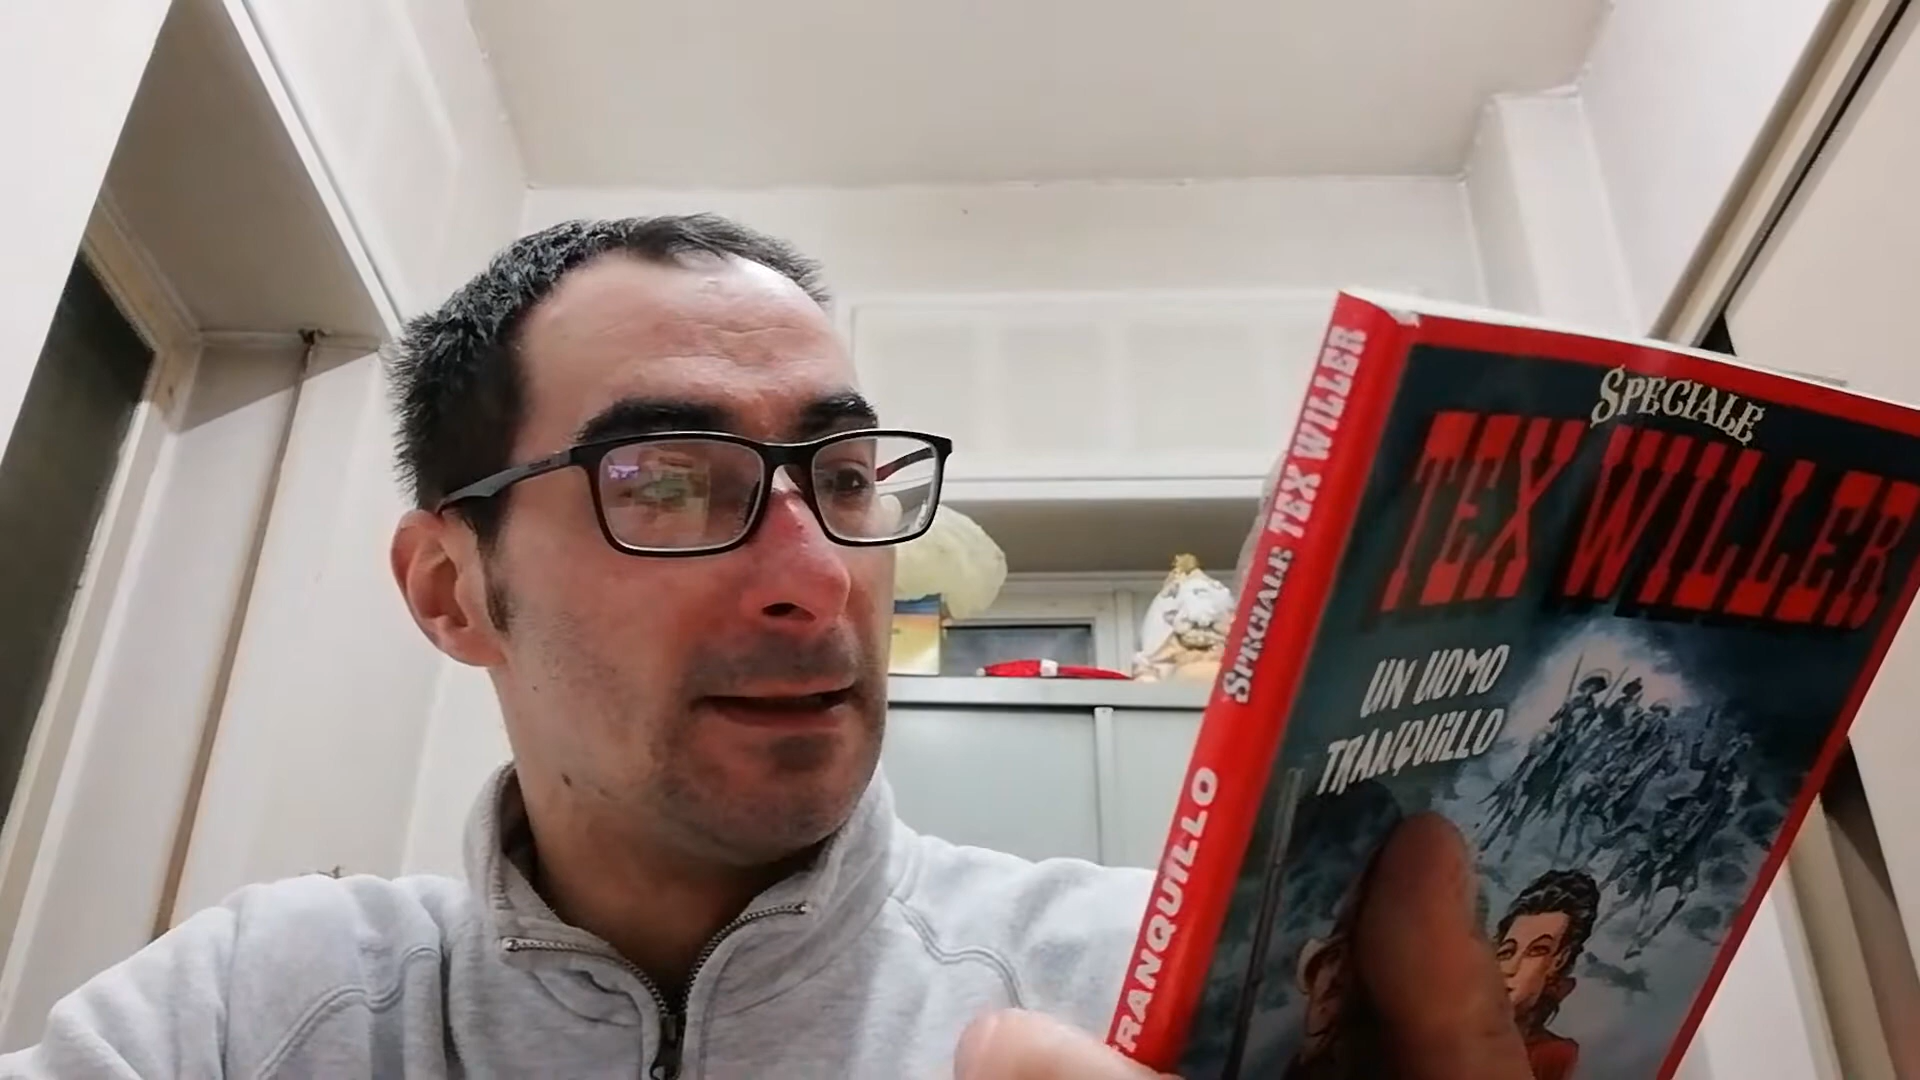 SPECIALE
TEX WILLER
UN UOMO
TRANQUILLO
SPECIALE TEX WILLER
TRANQUILLO